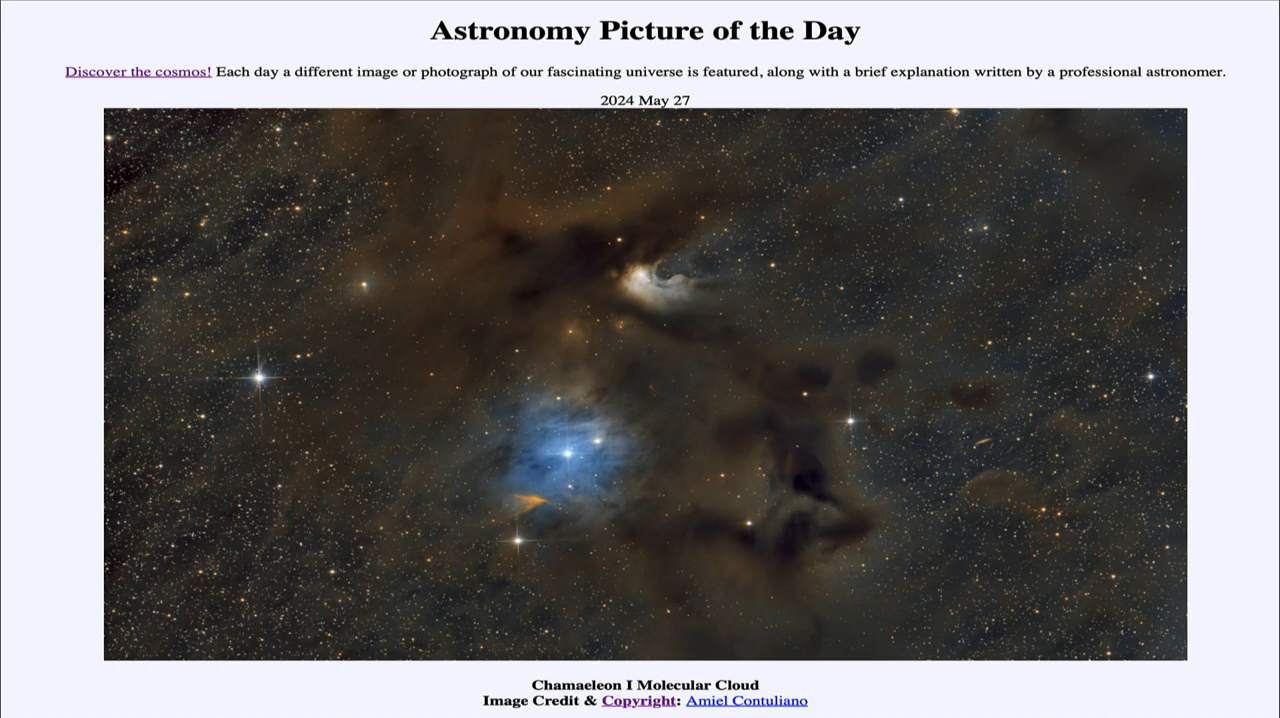 Astronomy Picture of the Day
Discover the cosmos! Each day a different image or photograph of our fascinating universe is featured, along with a brief explanation written by a professional astronomer.
2024 May 27
Chamaeleon I Molecular Cloud
Image Credit & Copyright: Amiel Contuliano